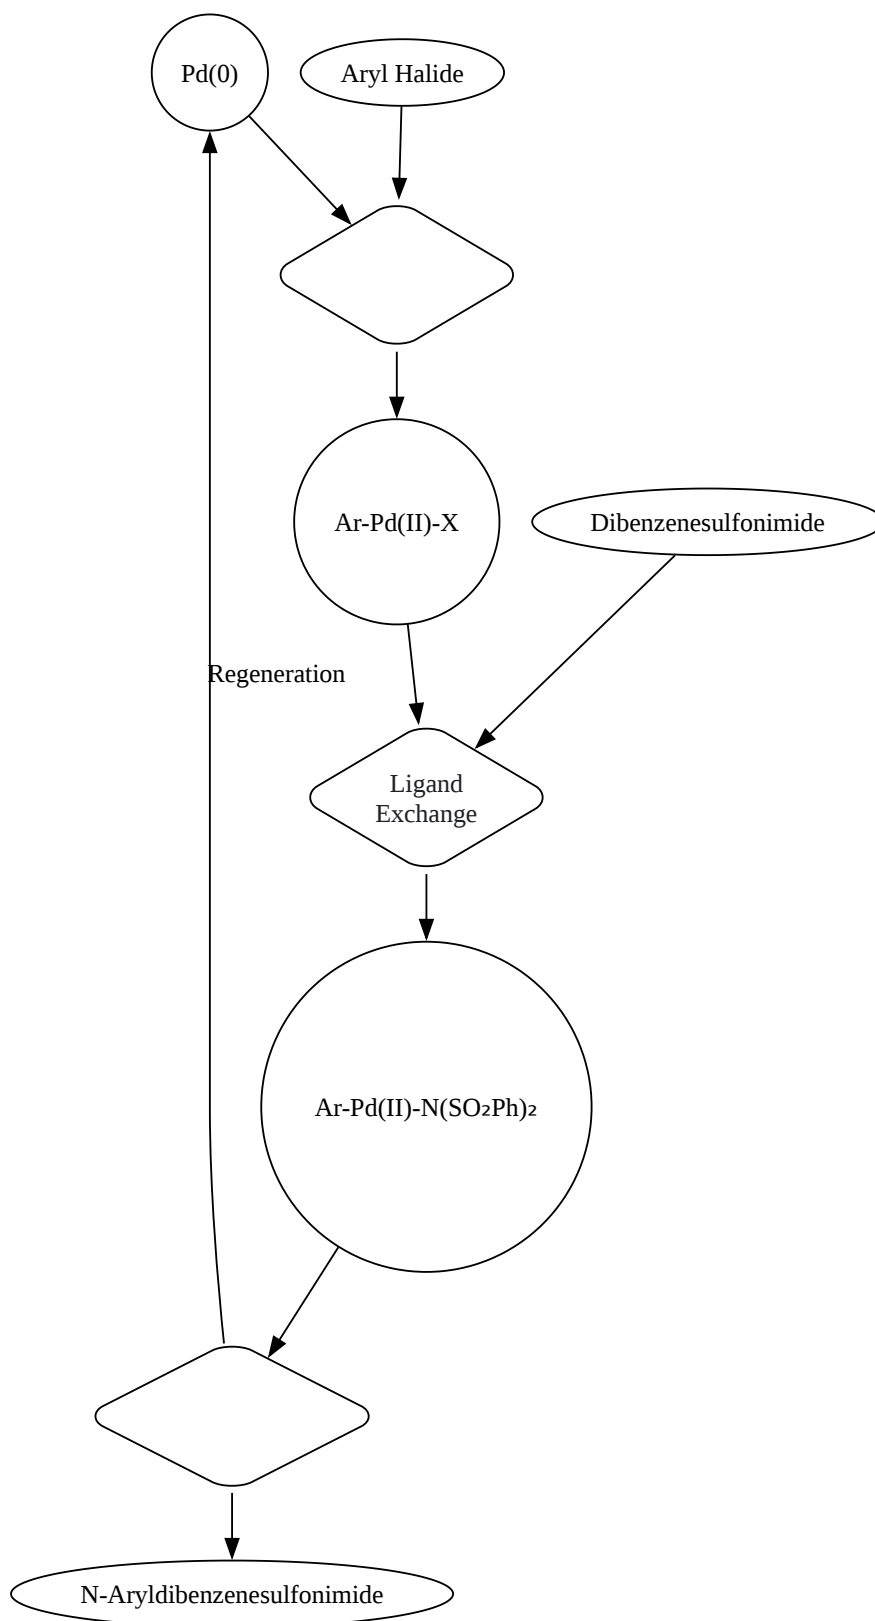 Pd(0)
Aryl Halide
Ar-Pd(II)-X
Dibenzenesulfonimide
Regeneration
Ligand
Exchange
Ar-Pd(II)-N(SO₂Ph)₂
N-Aryldibenzenesulfonimide